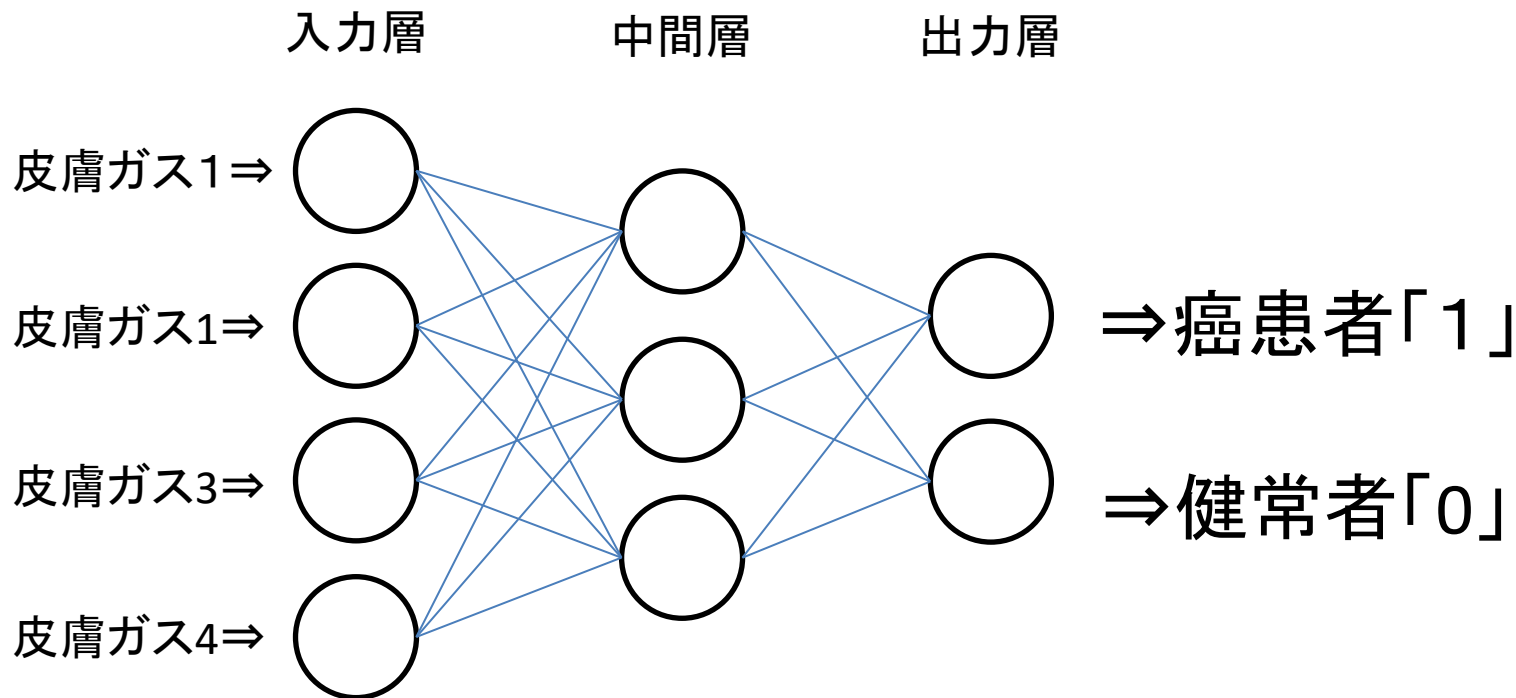 入力層
中間層
出力層
皮膚ガス１⇒
皮膚ガス1⇒
皮膚ガス3⇒
皮膚ガス4⇒
⇒癌患者「１」
⇒健常者「０」